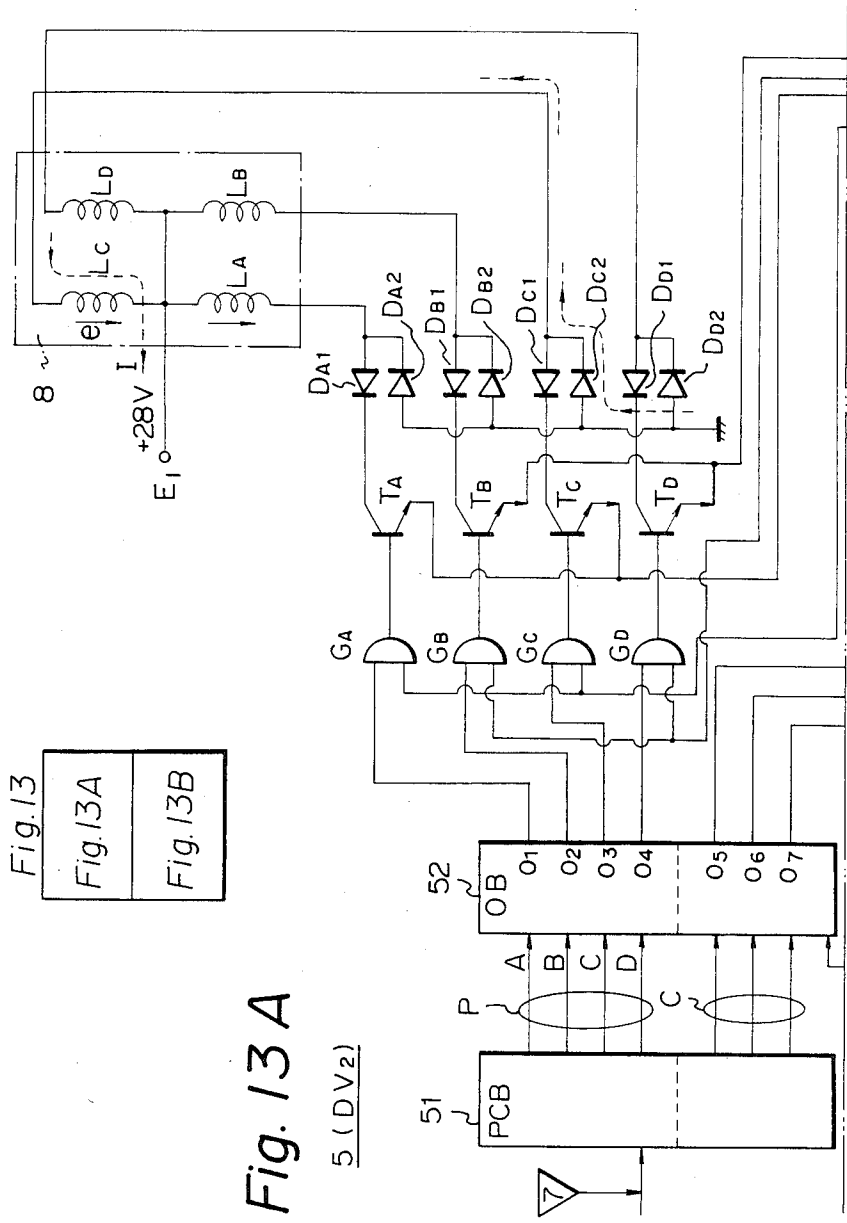 Fig. 13
Fig. 13A
Fig. 13B
Fig. 13A
5 (DV2)
7
51
PCB
P
A
B
C
D
C
52
OB
O1
O2
O3
O4
O5
O6
O7
GA
GB
GC
GD
TA
TB
TC
TD
E1
+28V
I
8
e
LC
LD
LA
LB
DA1
DA2
DB1
DB2
DC1
DC2
DD1
DD2